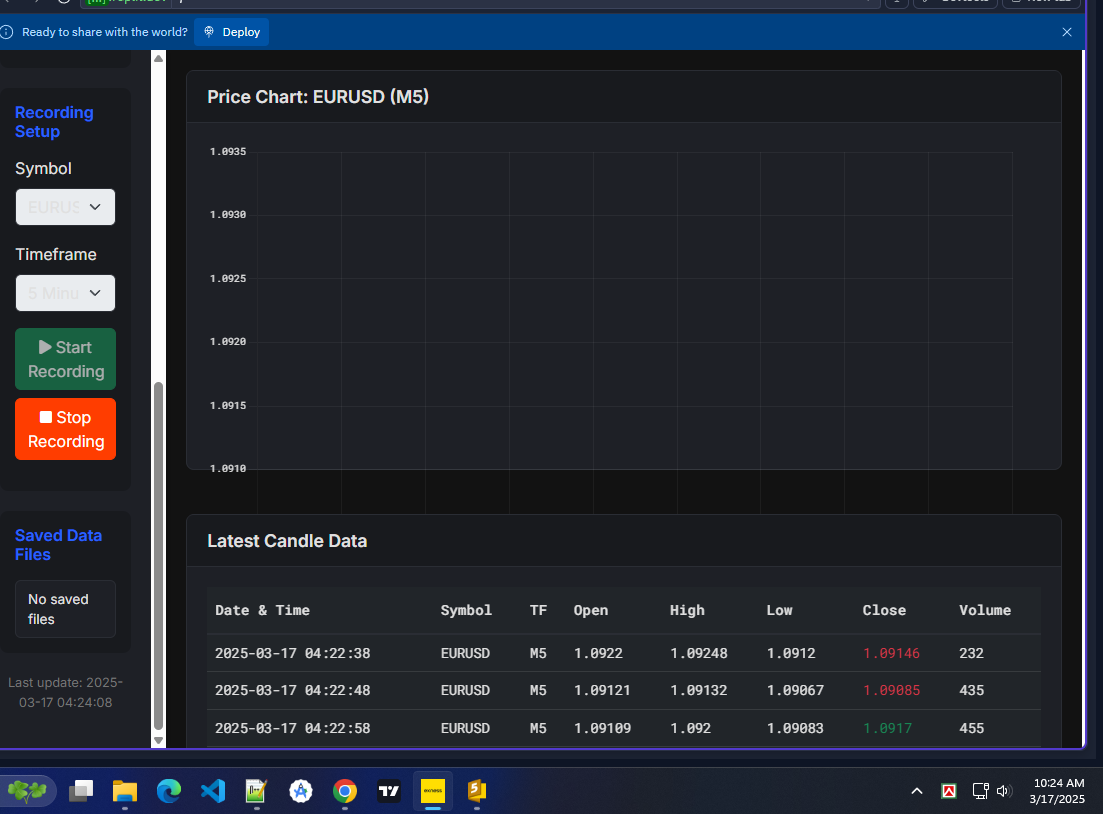 Ready to share with the world?
Deploy
Recording
Setup
Symbol
EURUS
Timeframe
5 Minu
Start
Recording
Stop
Recording
Saved Data
Files
No saved
files
Last update: 2025-
03-17 04:24:08
Price Chart: EURUSD (M5)
1.0935
1.0930
1.0925
1.0920
1.0915
1.0910
Latest Candle Data
Date & Time Symbol TF Open High Low Close Volume
2025-03-17 04:22:38 EURUSD M5 1.0922 1.09248 1.0912 1.09146 232
2025-03-17 04:22:48 EURUSD M5 1.09121 1.09132 1.09067 1.09085 435
2025-03-17 04:22:58 EURUSD M5 1.09109 1.092 1.09083 1.0917 455
exness
10:24 AM
3/17/2025